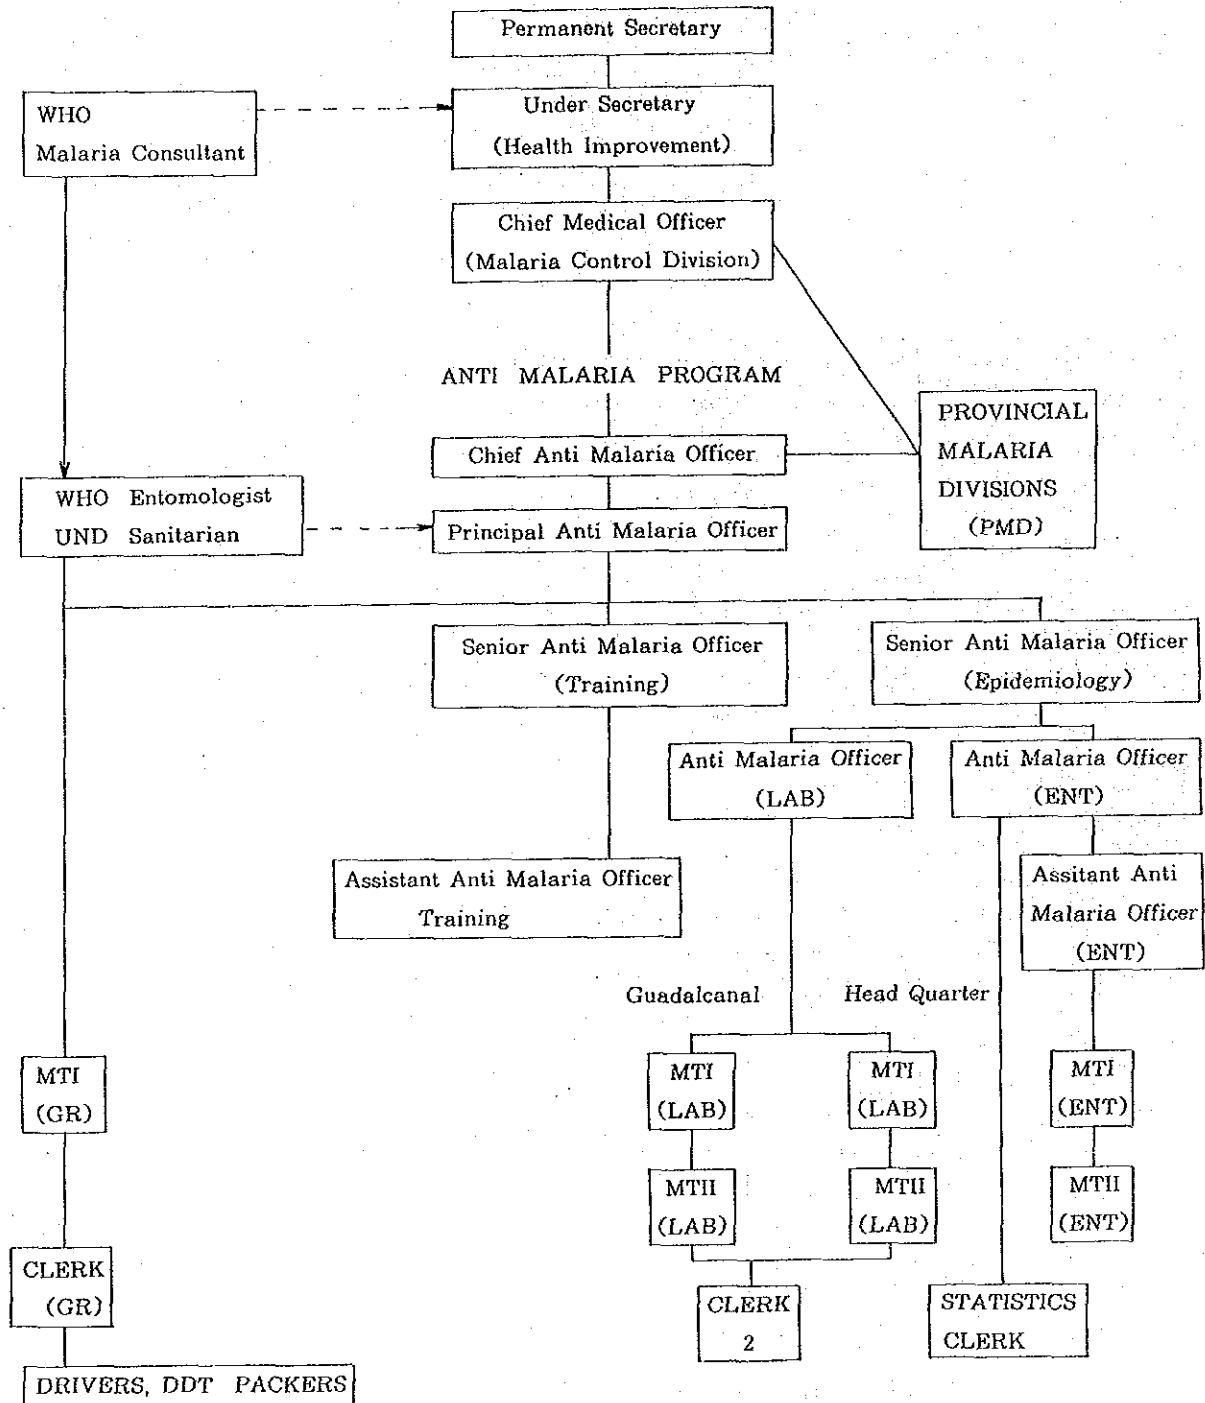 Permanent Secretary
WHO
Malaria Consultant
Under Secretary
(Health Improvement)
Chief Medical Officer
(Malaria Control Division)
ANTI MALARIA PROGRAM
PROVINCIAL
MALARIA
DIVISIONS
(PMD)
Chief Anti Malaria Officer
WHO Entomologist
UND Sanitarian
Principal Anti Malaria Officer
Senior Anti Malaria Officer
(Training)
Senior Anti Malaria Officer
(Epidemiology)
Anti Malaria Officer
(LAB)
Anti Malaria Officer
(ENT)
Assistant Anti Malaria Officer
Training
Assitant Anti
Malaria Officer
(ENT)
Guadalcanal
Head Quarter
MTI
(GR)
MTI
(LAB)
MTI
(LAB)
MTI
(ENT)
MTII
(LAB)
MTII
(LAB)
MTII
(ENT)
CLERK
(GR)
CLERK
2
STATISTICS
CLERK
DRIVERS, DDT PACKERS